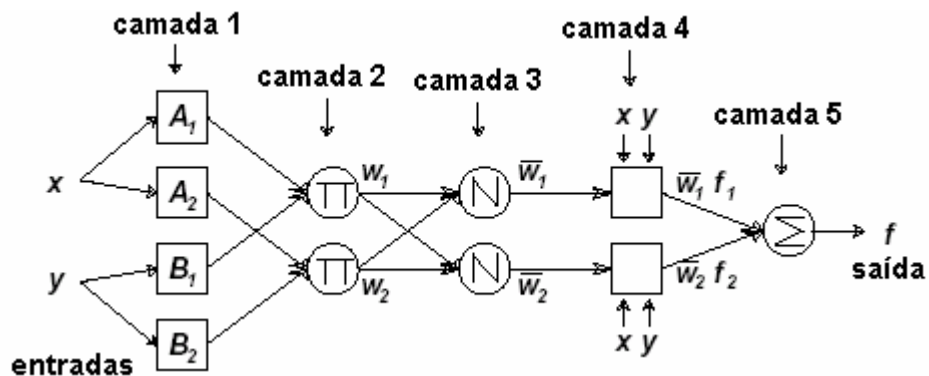 camada 1
camada 2
camada 3
camada 4
camada 5
x y
A₁
A₂
B₁
B₂
x
y
entradas
Π
Π
w₁
w₂
N
N
w̅₁
w̅₂
w̅₁ f₁
w̅₂ f₂
x y
Σ
f
saída